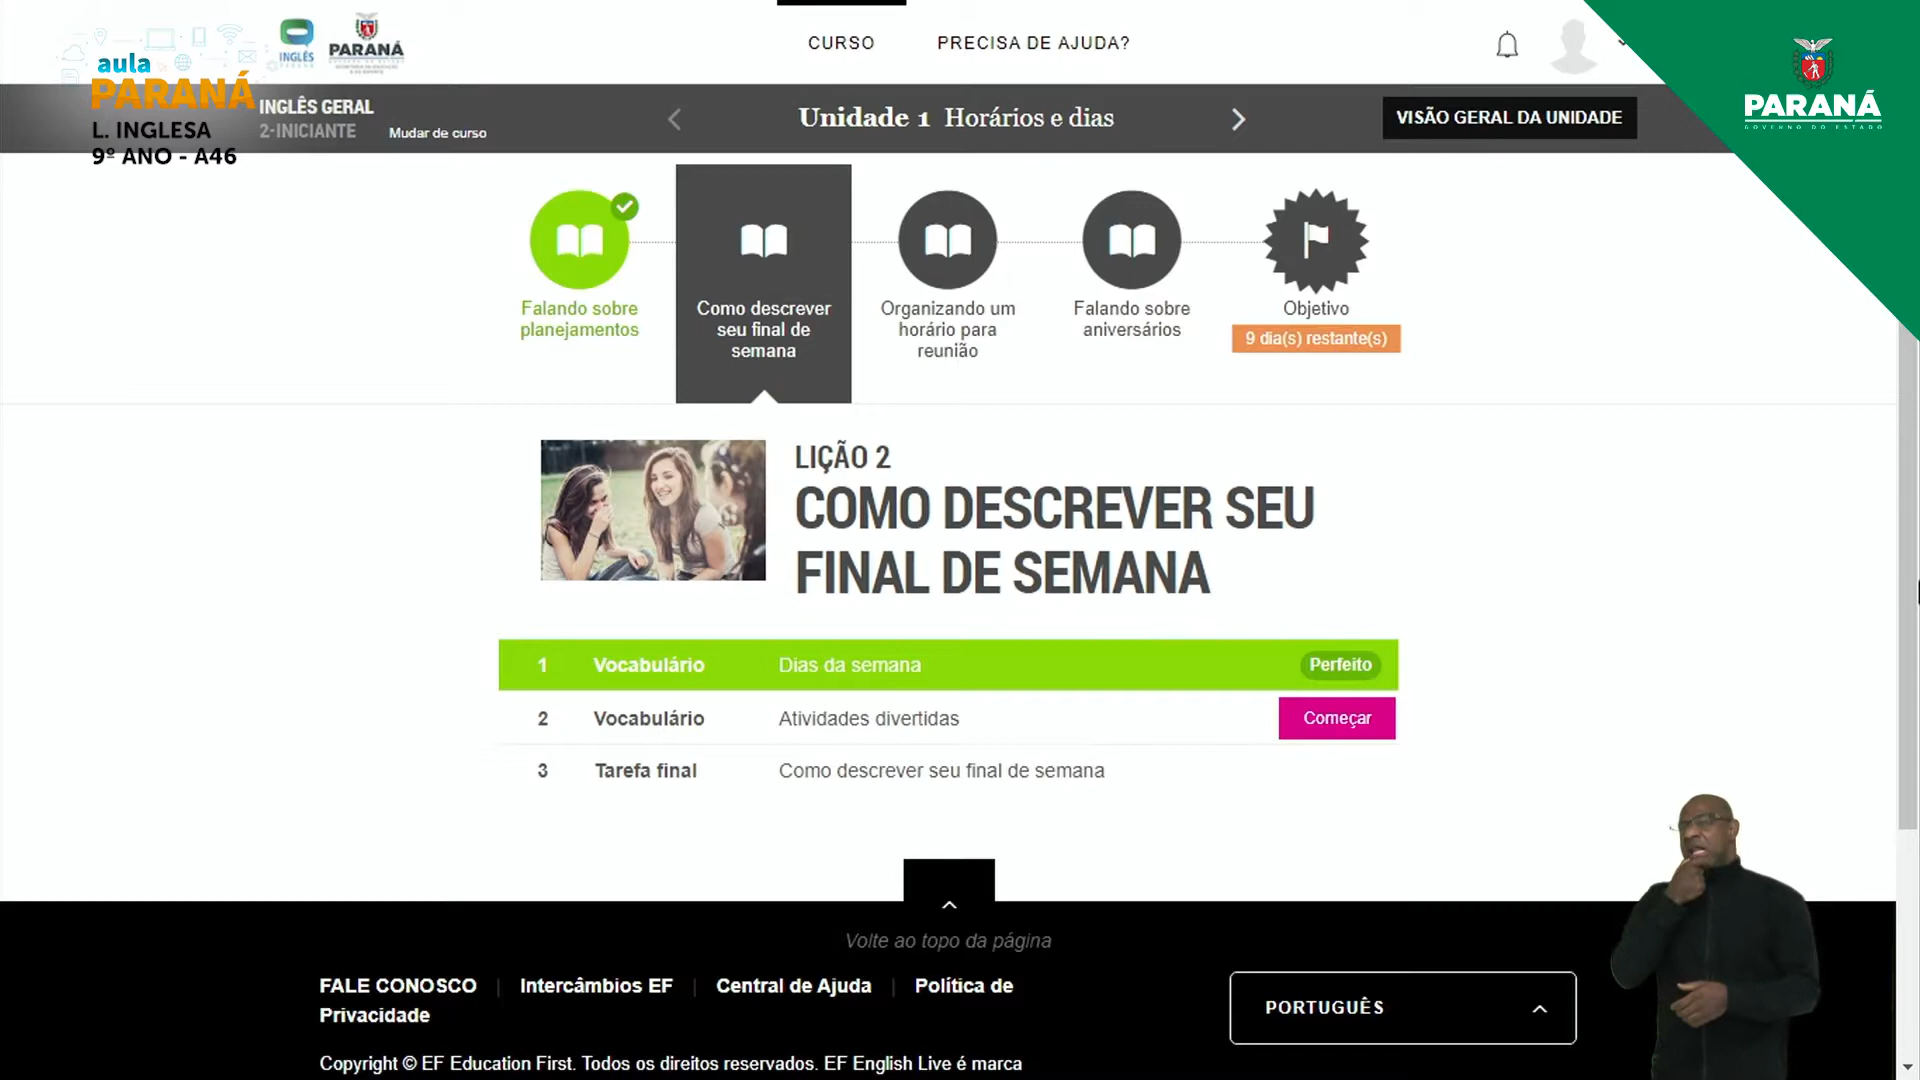 CURSO
PRECISA DE AJUDA?
INGLÊS
PARANÁ
aula
PARANÁ
L. INGLESA
9º ANO - A46
INGLÊS GERAL
2-INICIANTE
Mudar de curso
Unidade 1 Horários e dias
VISÃO GERAL DA UNIDADE
PARANÁ
GOVERNO DO ESTADO
Falando sobre
planejamentos
Como descrever
seu final de
semana
Organizando um
horário para
reunião
Falando sobre
aniversários
Objetivo
9 dia(s) restante(s)
LIÇÃO 2
COMO DESCREVER SEU
FINAL DE SEMANA
1 Vocabulário Dias da semana Perfeito
2 Vocabulário Atividades divertidas Começar
3 Tarefa final Como descrever seu final de semana
Volte ao topo da página
FALE CONOSCO | Intercâmbios EF | Central de Ajuda | Política de
Privacidade
PORTUGUÊS
Copyright © EF Education First. Todos os direitos reservados. EF English Live é marca